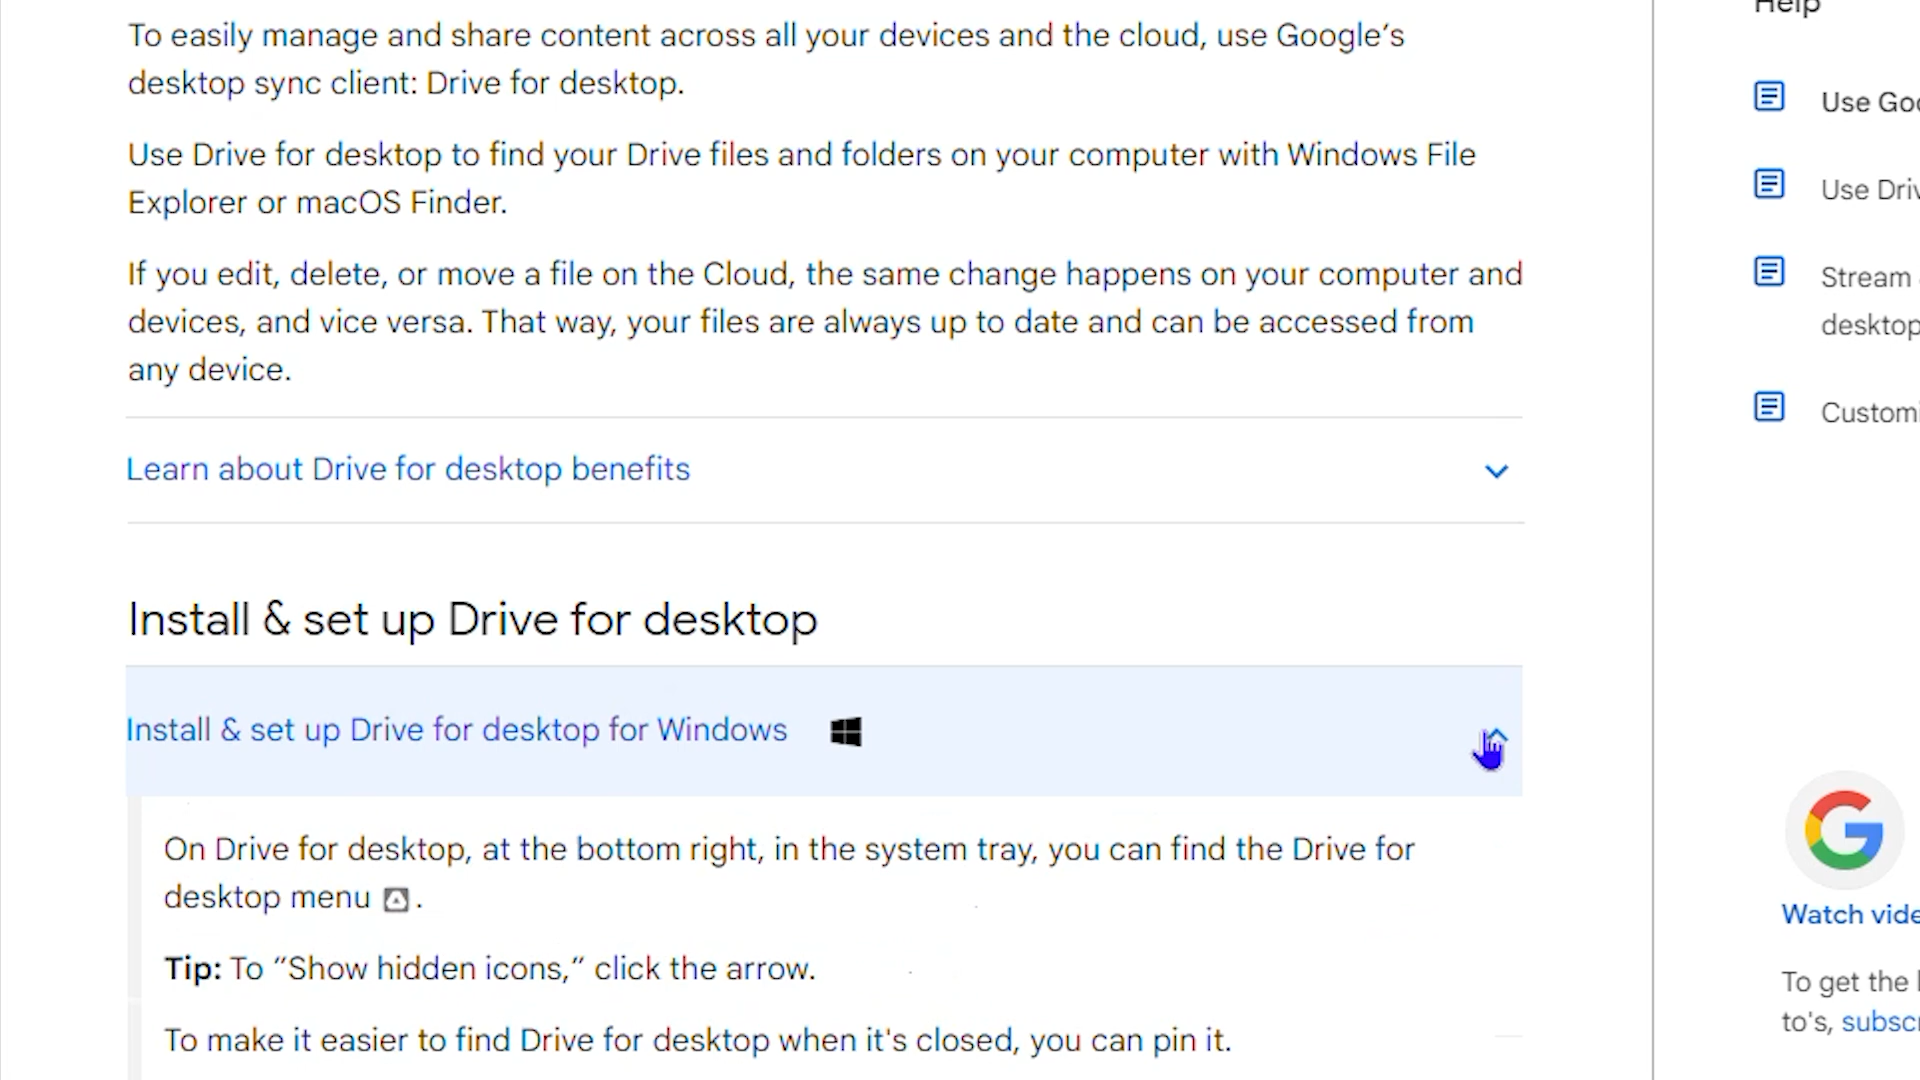 Help
To easily manage and share content across all your devices and the cloud, use Google’s
desktop sync client: Drive for desktop.
Use Drive for desktop to find your Drive files and folders on your computer with Windows File
Explorer or macOS Finder.
If you edit, delete, or move a file on the Cloud, the same change happens on your computer and
devices, and vice versa. That way, your files are always up to date and can be accessed from
any device.
Learn about Drive for desktop benefits
Install & set up Drive for desktop
Install & set up Drive for desktop for Windows
On Drive for desktop, at the bottom right, in the system tray, you can find the Drive for
desktop menu .
Tip: To “Show hidden icons,” click the arrow.
To make it easier to find Drive for desktop when it's closed, you can pin it.
Use
Use
Stream
desktop
Watch
To get the
to's,